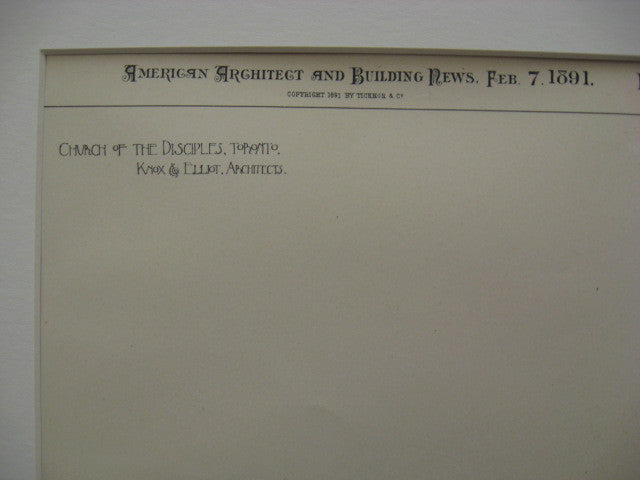 American Architect and Building News. Feb. 7. 1891.
COPYRIGHT 1891 BY TICKNOR & Co
CHURCH OF THE DISCIPLES, TORONTO.
KNOX & ELLIOT, ARCHITECTS.